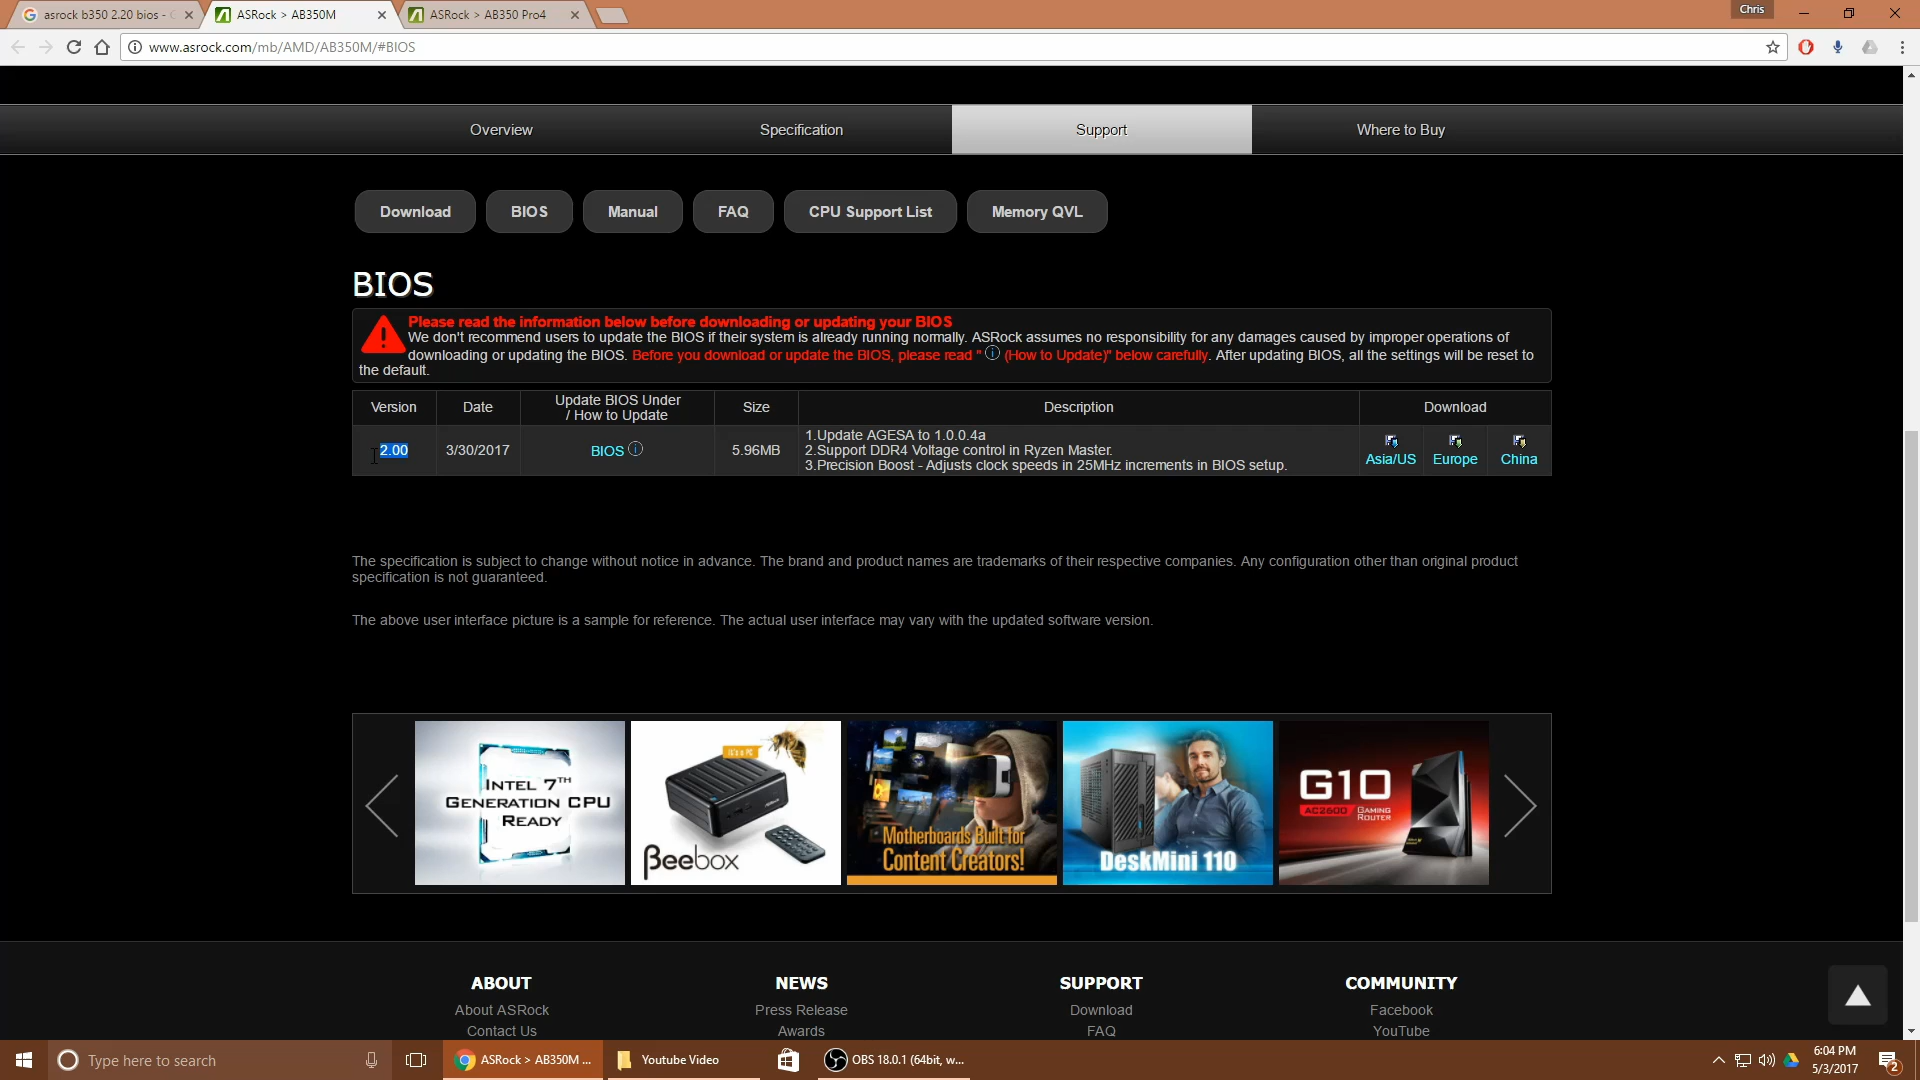 asrock b350 2.20 bios -
ASRock > AB350M
ASRock > AB350 Pro4
Chris
www.asrock.com/mb/AMD/AB350M/#BIOS
Overview
Specification
Support
Where to Buy
Download
BIOS
Manual
FAQ
CPU Support List
Memory QVL
BIOS
Please read the information below before downloading or updating your BIOS
We don't recommend users to update the BIOS if their system is already running normally. ASRock assumes no responsibility for any damages caused by improper operations of
downloading or updating the BIOS. Before you download or update the BIOS, please read " (How to Update)" below carefully. After updating BIOS, all the settings will be reset to
the default.
Version
Date
Update BIOS Under
/ How to Update
Size
Description
Download
2.00
3/30/2017
BIOS
5.96MB
1.Update AGESA to 1.0.0.4a
2.Support DDR4 Voltage control in Ryzen Master.
3.Precision Boost - Adjusts clock speeds in 25MHz increments in BIOS setup.
Asia/US
Europe
China
The specification is subject to change without notice in advance. The brand and product names are trademarks of their respective companies. Any configuration other than original product
specification is not guaranteed.
The above user interface picture is a sample for reference. The actual user interface may vary with the updated software version.
INTEL 7TH
GENERATION CPU
READY
IT's a PC
Beebox
Motherboards Built for
Content Creators!
DeskMini 110
G10
AC2600 GAMING
ROUTER
ABOUT
NEWS
SUPPORT
COMMUNITY
About ASRock
Press Release
Download
Facebook
Contact Us
Awards
FAQ
YouTube
Type here to search
ASRock > AB350M ...
Youtube Video
OBS 18.0.1 (64bit, w...
6:04 PM
5/3/2017
2